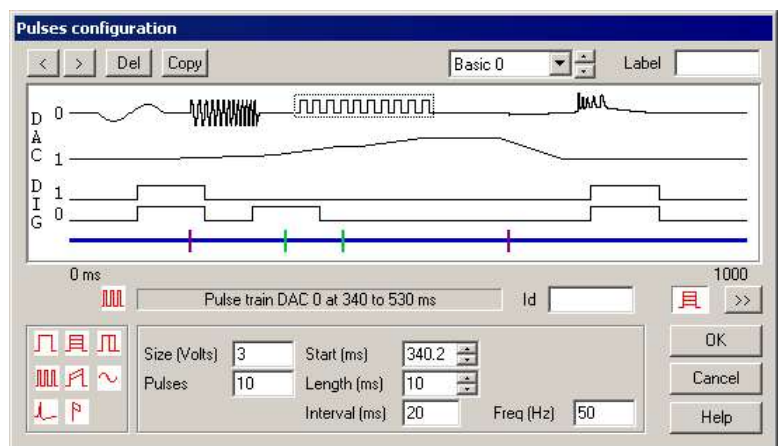 Pulses configuration
< > Del Copy Basic 0 Label
DAC 0
1
DIG 1
0
0 ms 1000
Pulse train DAC 0 at 340 to 530 ms Id >>
Size (Volts) 3 Start (ms) 340.2 OK
Pulses 10 Length (ms) 10 Cancel
Interval (ms) 20 Freq (Hz) 50 Help